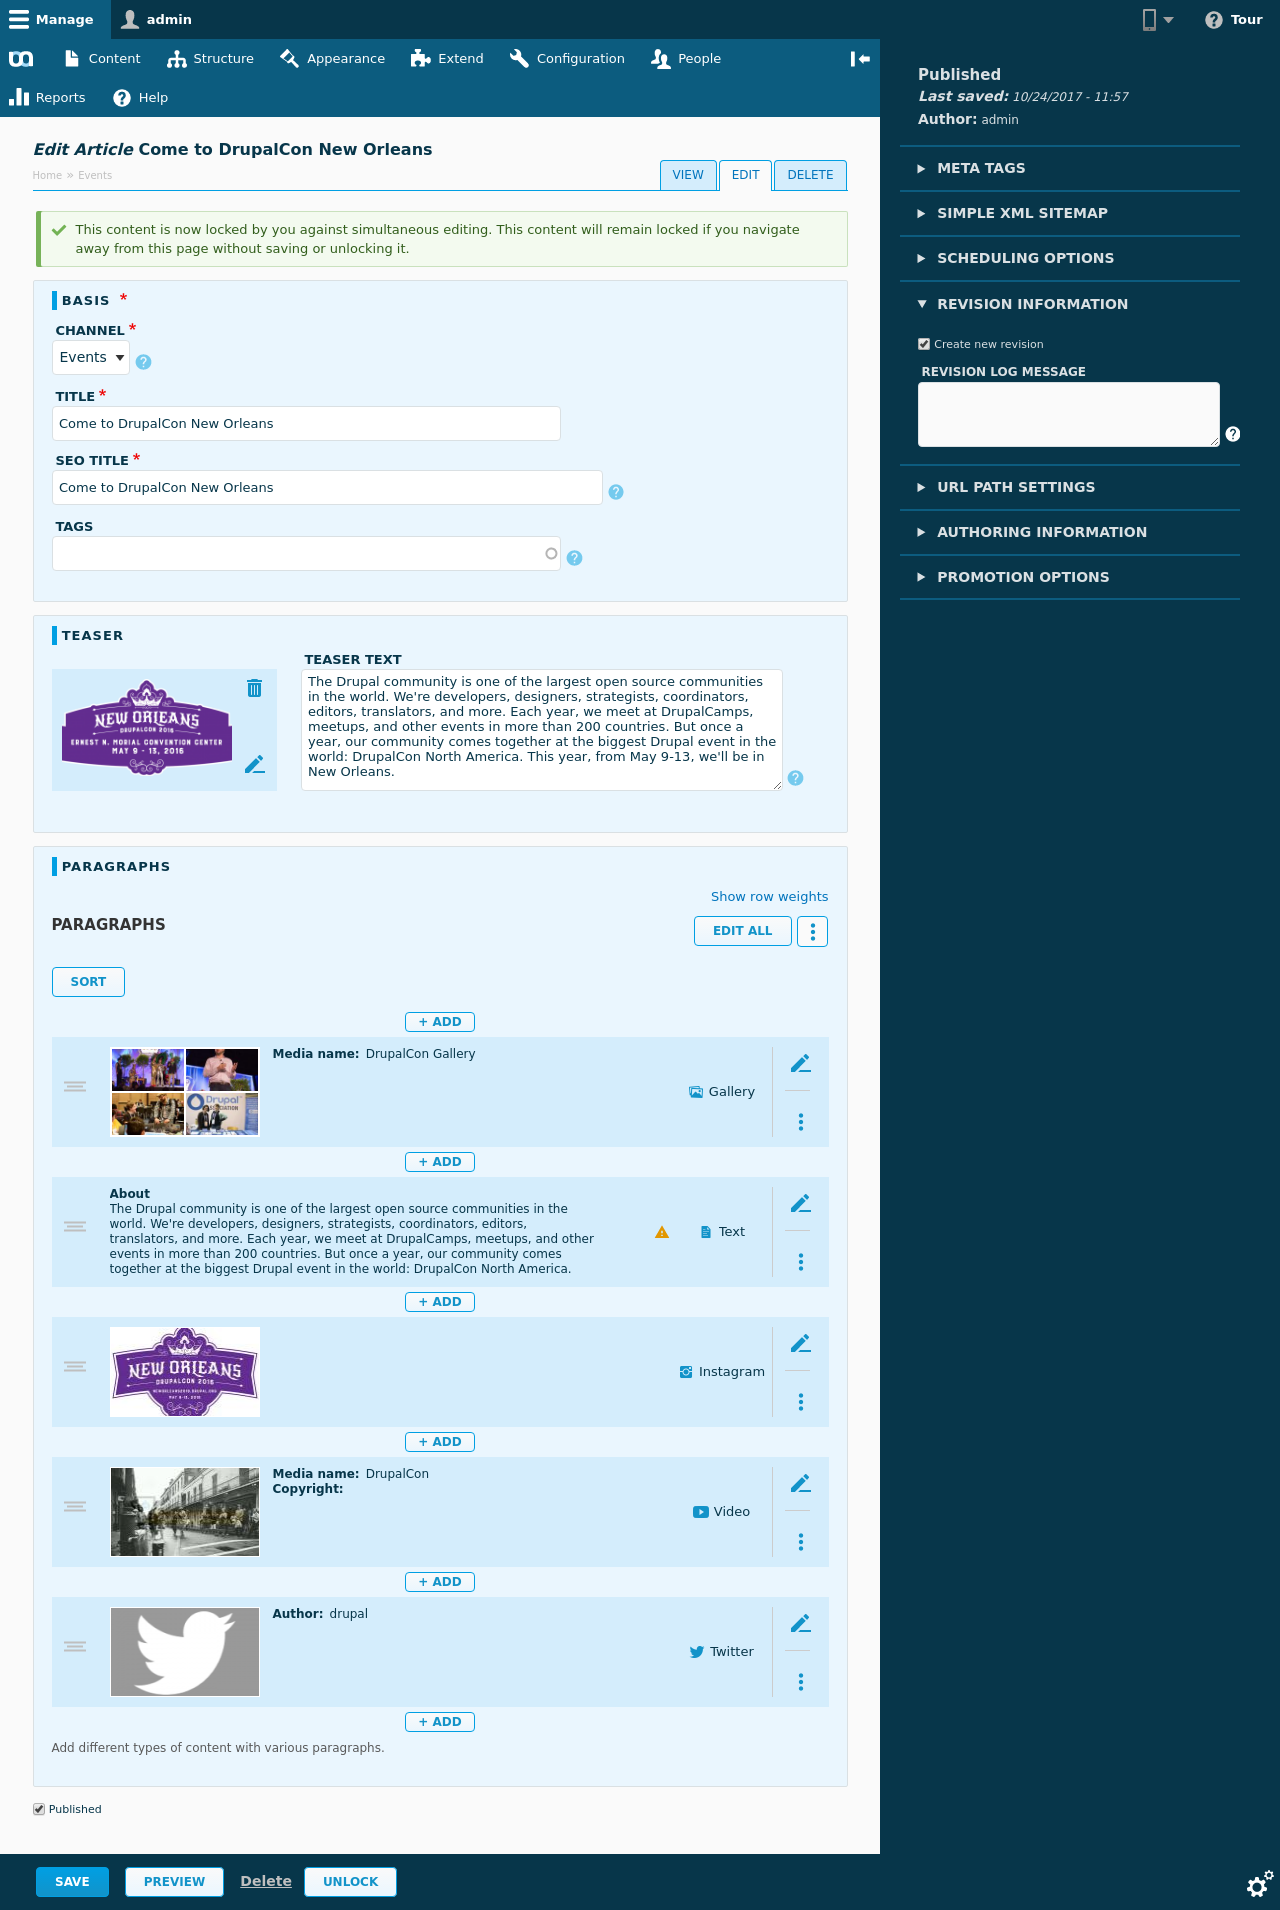 Manage
admin
Tour
Content
Structure
Appearance
Extend
Configuration
People
Reports
Help
Published
Last saved: 10/24/2017 - 11:57
Author: admin
META TAGS
SIMPLE XML SITEMAP
SCHEDULING OPTIONS
REVISION INFORMATION
Create new revision
REVISION LOG MESSAGE
URL PATH SETTINGS
AUTHORING INFORMATION
PROMOTION OPTIONS
Edit Article Come to DrupalCon New Orleans
Home » Events
VIEW
EDIT
DELETE
This content is now locked by you against simultaneous editing. This content will remain locked if you navigate
away from this page without saving or unlocking it.
BASIS *
CHANNEL *
Events
TITLE *
Come to DrupalCon New Orleans
SEO TITLE *
Come to DrupalCon New Orleans
TAGS
TEASER
NEW ORLEANS
DRUPALCON 2016
ERNEST N. MORIAL CONVENTION CENTER
MAY 9 - 13, 2016
TEASER TEXT
The Drupal community is one of the largest open source communities
in the world. We're developers, designers, strategists, coordinators,
editors, translators, and more. Each year, we meet at DrupalCamps,
meetups, and other events in more than 200 countries. But once a
year, our community comes together at the biggest Drupal event in the
world: DrupalCon North America. This year, from May 9-13, we'll be in
New Orleans.
PARAGRAPHS
Show row weights
PARAGRAPHS
EDIT ALL
SORT
+ ADD
Drupal
Media name: DrupalCon Gallery
Gallery
+ ADD
About
The Drupal community is one of the largest open source communities in the
world. We're developers, designers, strategists, coordinators, editors,
translators, and more. Each year, we meet at DrupalCamps, meetups, and other
events in more than 200 countries. But once a year, our community comes
together at the biggest Drupal event in the world: DrupalCon North America.
Text
+ ADD
NEW ORLEANS
DRUPALCON 2016
NEWORLEANS2016.DRUPAL.ORG
MAY 9-13, 2016
Instagram
+ ADD
Media name: DrupalCon
Copyright:
Video
+ ADD
Author: drupal
Twitter
+ ADD
Add different types of content with various paragraphs.
Published
SAVE
PREVIEW
Delete
UNLOCK